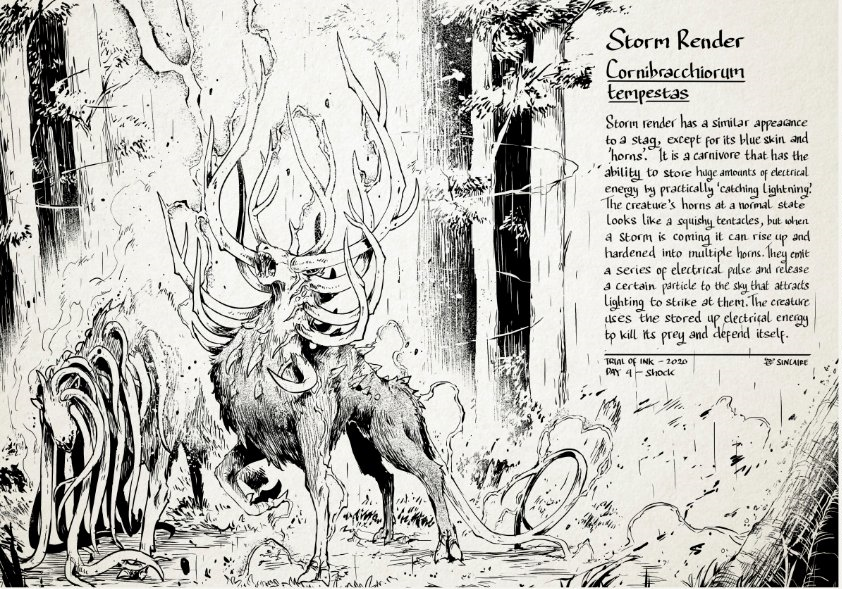 Storm Render
Cornibracchiorum
tempestas
Storm render has a similar appearance
to a stag, except for its blue skin and
'horns'. It is a carnivore that has the
ability to store huge amounts of electrical
energy by practically 'catching lightning'.
The creature's horns at a normal state
looks like a squishy tentacles, but when
a storm is coming it can rise up and
hardened into multiple horns. They emit
a series of electrical pulse and release
a certain particle to the sky that attracts
lighting to strike at them. The creature
uses the stored up electrical energy
to kill its prey and defend itself.
TRIAL OF INK - 2020
DAY 4 - Shock
SINCLAIRE